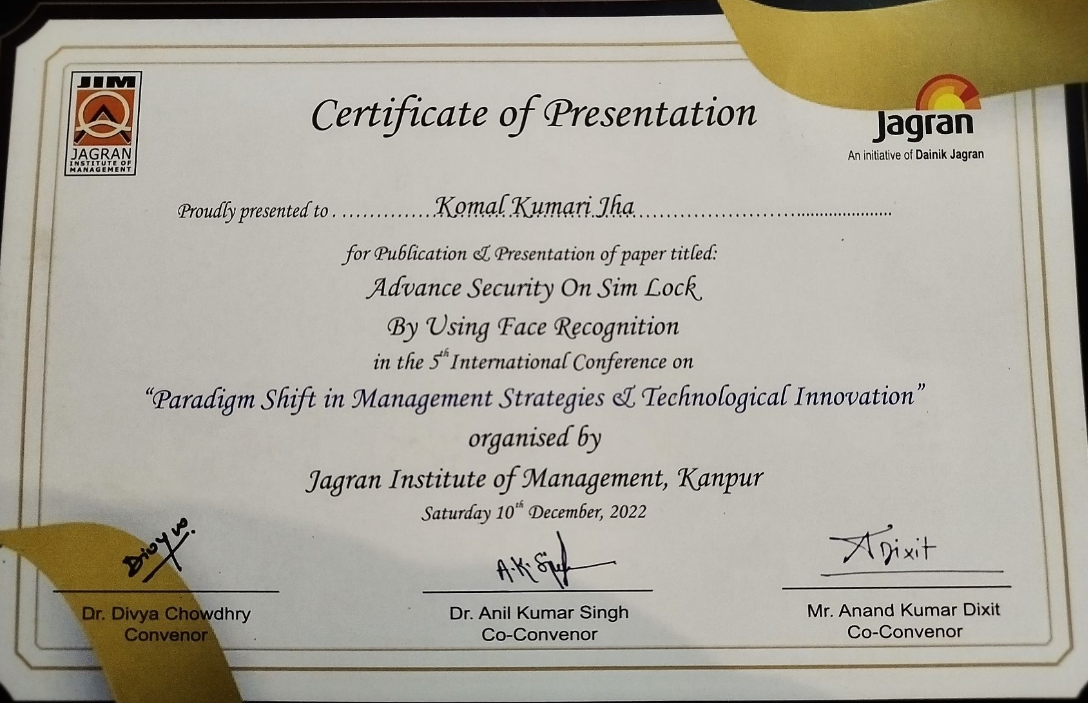 JIM
JAGRAN
INSTITUTE OF
MANAGEMENT
Certificate of Presentation
Jagran
An initiative of Dainik Jagran
Proudly presented to ..............Komal Kumari Jha..........................................................
for Publication & Presentation of paper titled:
Advance Security On Sim Lock
By Using Face Recognition
in the 5th International Conference on
“Paradigm Shift in Management Strategies & Technological Innovation”
organised by
Jagran Institute of Management, Kanpur
Saturday 10th December, 2022
Divya
A.K. Singh
A Dixit
Dr. Divya Chowdhry
Convenor
Dr. Anil Kumar Singh
Co-Convenor
Mr. Anand Kumar Dixit
Co-Convenor